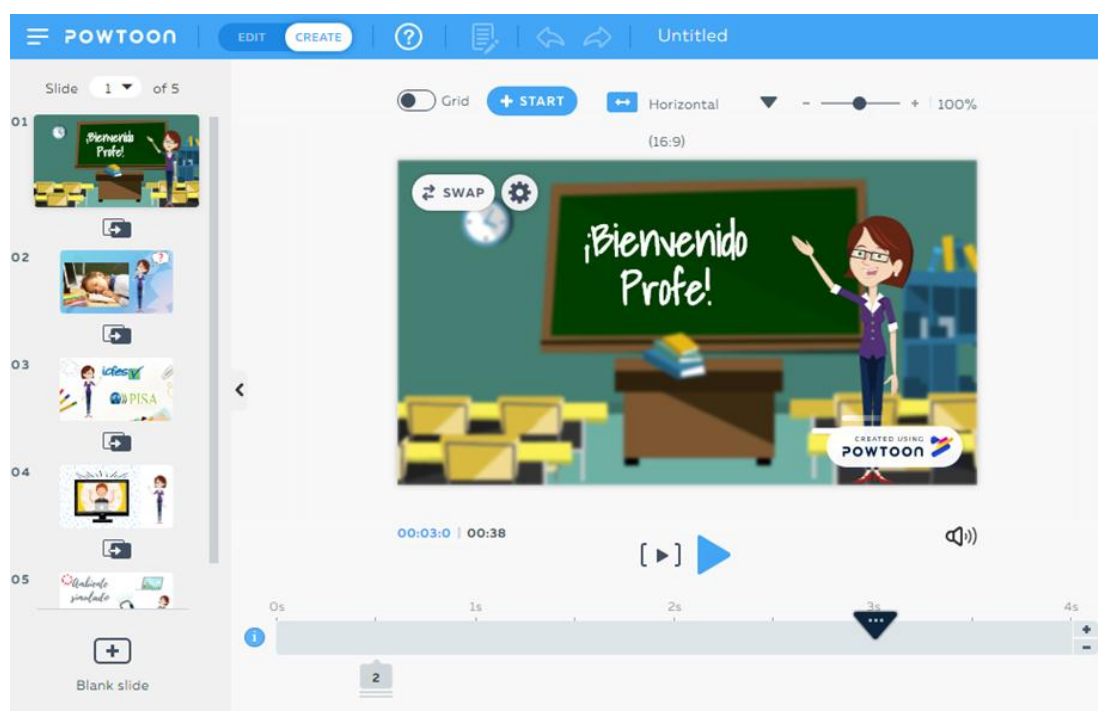 POWTOON EDIT CREATE ? Untitled
Slide 1 of 5
Grid + START Horizontal - + 100%
(16:9)
01
¡Bienvenido
Profe!
02
?
03
icfes
PISA
04
05
Ambiente
simulado
+
Blank slide
SWAP
¡Bienvenido
Profe!
CREATED USING
POWTOON
00:03:0 | 00:38
0s 1s 2s 3s 4s
i
+
-
2